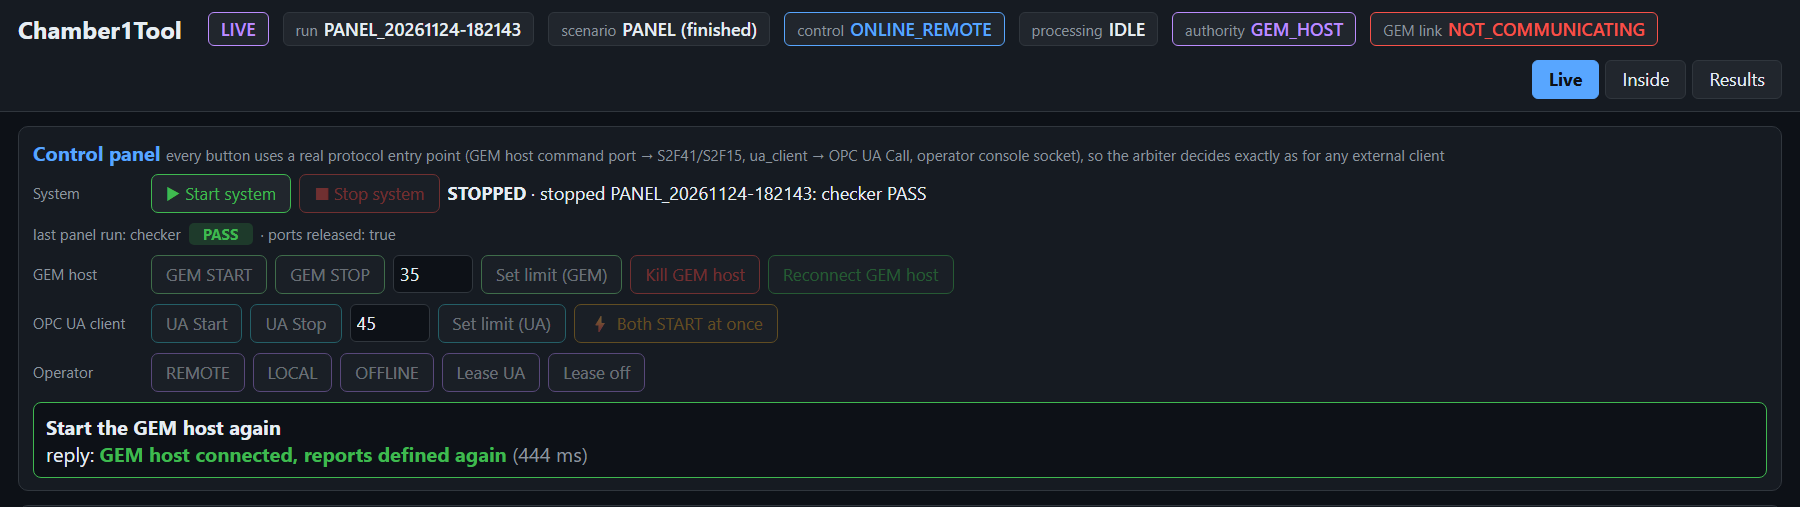 Chamber1Tool LIVE run PANEL_20261124-182143 scenario PANEL (finished) control ONLINE_REMOTE processing IDLE authority GEM_HOST GEM link NOT_COMMUNICATING
Live Inside Results
Control panel every button uses a real protocol entry point (GEM host command port → S2F41/S2F15, ua_client → OPC UA Call, operator console socket), so the arbiter decides exactly as for any external client
System ▶ Start system ■ Stop system STOPPED · stopped PANEL_20261124-182143: checker PASS
last panel run: checker PASS · ports released: true
GEM host GEM START GEM STOP 35 Set limit (GEM) Kill GEM host Reconnect GEM host
OPC UA client UA Start UA Stop 45 Set limit (UA) ⚡ Both START at once
Operator REMOTE LOCAL OFFLINE Lease UA Lease off
Start the GEM host again
reply: GEM host connected, reports defined again (444 ms)